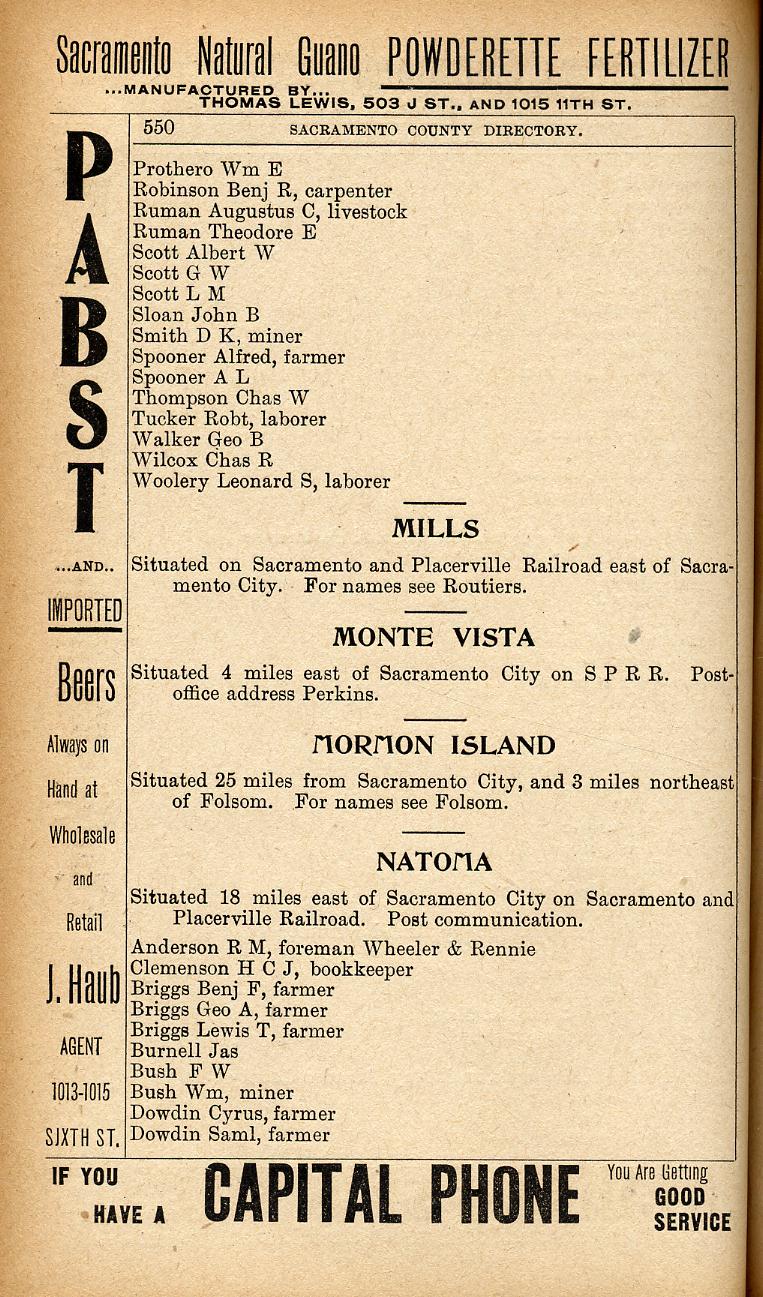 Sacramento Natural Guano POWDERETTE FERTILIZER
...MANUFACTURED BY...
THOMAS LEWIS, 503 J ST., AND 1015 11TH ST.
550 SACRAMENTO COUNTY DIRECTORY.
Prothero Wm E
Robinson Benj R, carpenter
Ruman Augustus C, livestock
Ruman Theodore E
Scott Albert W
Scott G W
Scott L M
Sloan John B
Smith D K, miner
Spooner Alfred, farmer
Spooner A L
Thompson Chas W
Tucker Robt, laborer
Walker Geo B
Wilcox Chas R
Woolery Leonard S, laborer
MILLS
Situated on Sacramento and Placerville Railroad east of Sacra-
mento City. For names see Routiers.
MONTE VISTA
Situated 4 miles east of Sacramento City on S P R R. Post-
office address Perkins.
MORMON ISLAND
Situated 25 miles from Sacramento City, and 3 miles northeast
of Folsom. For names see Folsom.
NATOMA
Situated 18 miles east of Sacramento City on Sacramento and
Placerville Railroad. Post communication.
Anderson R M, foreman Wheeler & Rennie
Clemenson H C J, bookkeeper
Briggs Benj F, farmer
Briggs Geo A, farmer
Briggs Lewis T, farmer
Burnell Jas
Bush F W
Bush Wm, miner
Dowdin Cyrus, farmer
Dowdin Saml, farmer
PABST
...AND..
IMPORTED
Beers
Always on
Hand at
Wholesale
and
Retail
J. Haub
AGENT
1013-1015
SIXTH ST.
IF YOU
HAVE A
CAPITAL PHONE
You Are Getting
GOOD
SERVICE